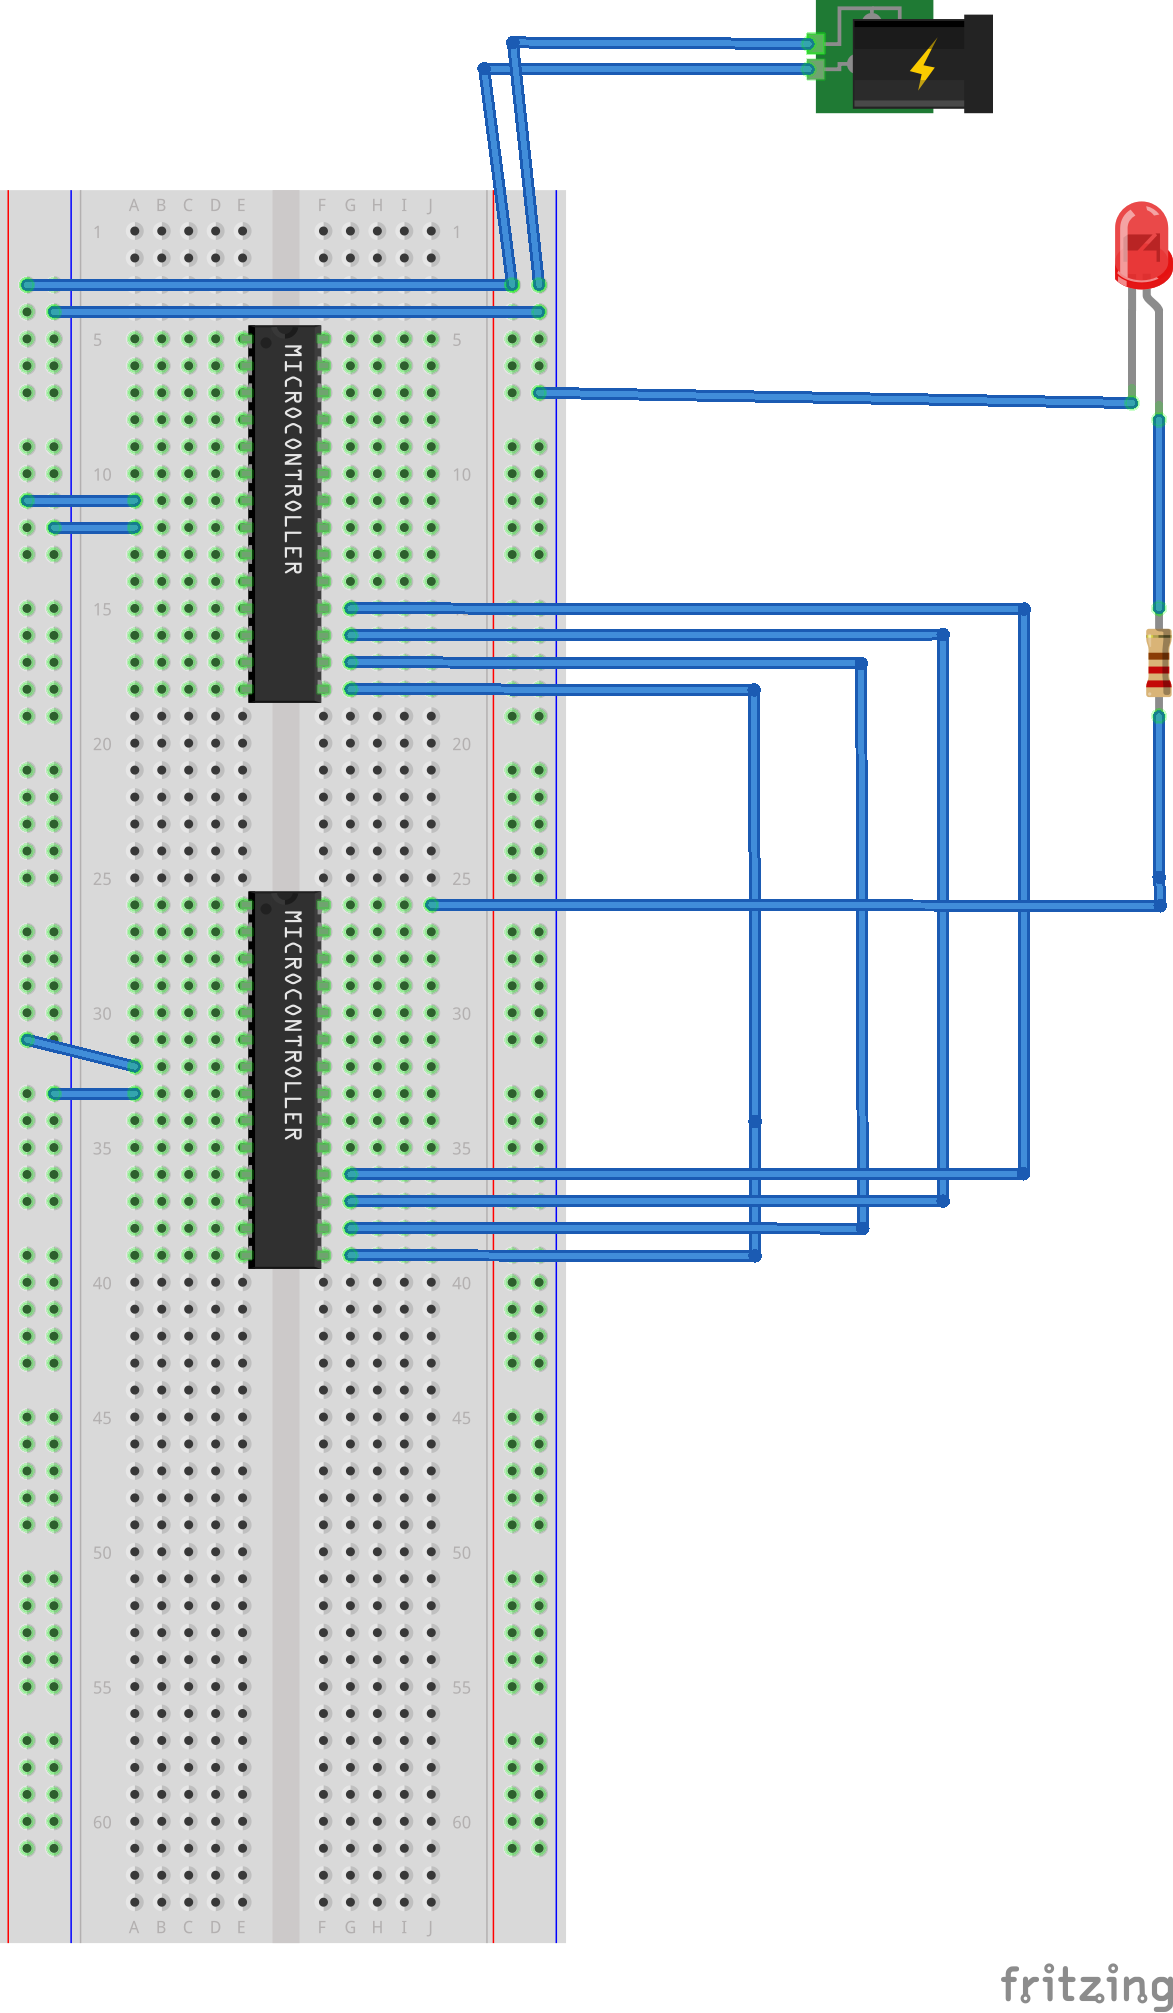 A B C D E F G H I J
1 1
5 5
MICROCONTROLLER
10 10
15
20 20
25 25
MICROCONTROLLER
30 30
35 35
40 40
45 45
50 50
55 55
60 60
A B C D E F G H I J
fritzing